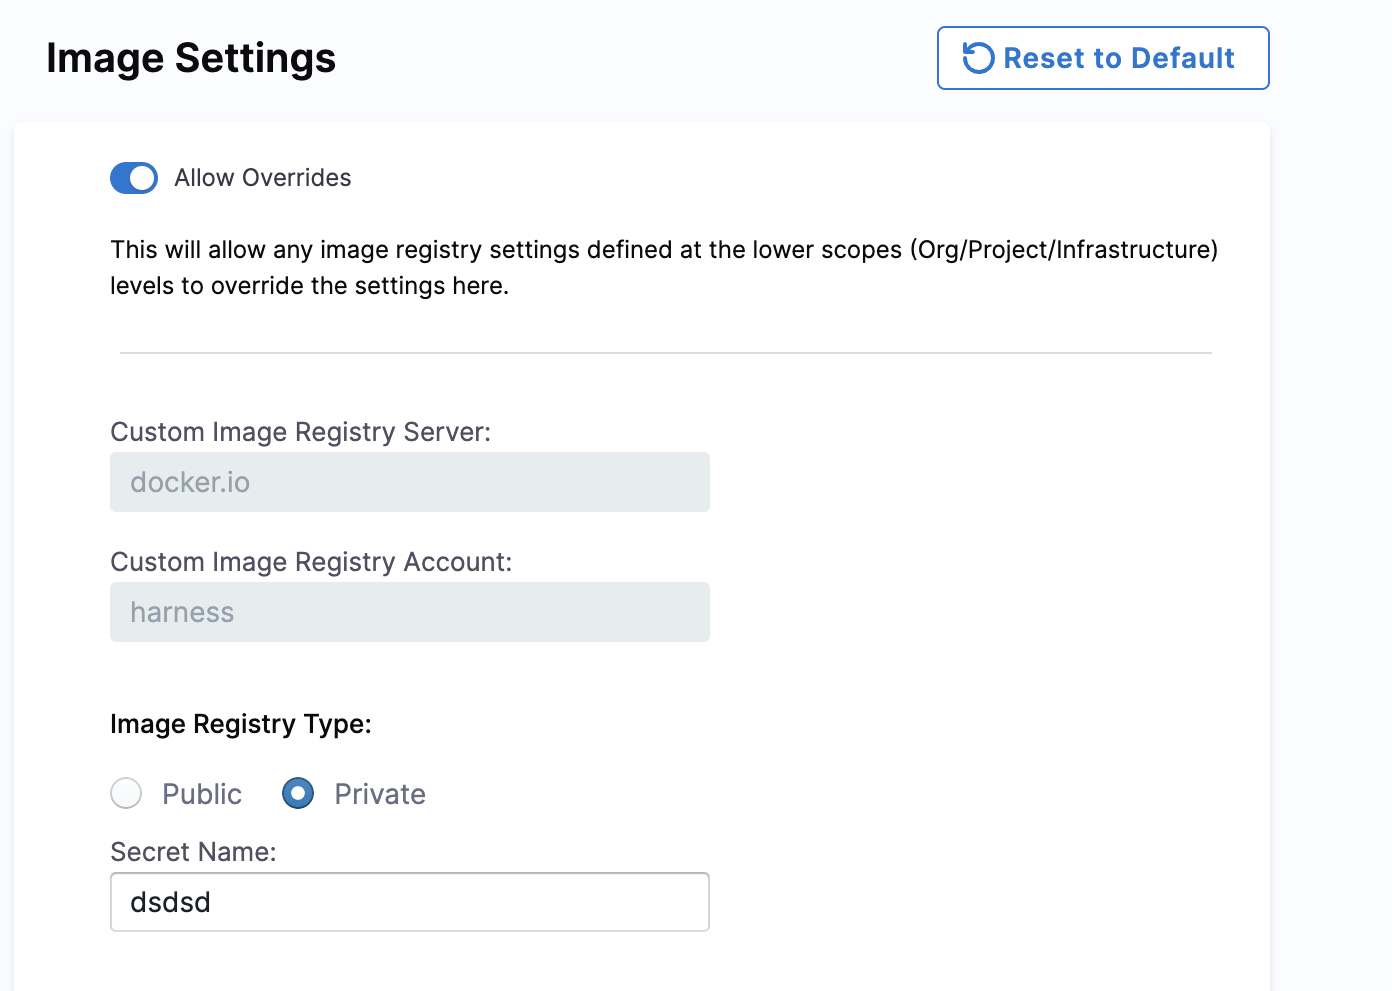 Image Settings
Reset to Default
Allow Overrides
This will allow any image registry settings defined at the lower scopes (Org/Project/Infrastructure)
levels to override the settings here.
Custom Image Registry Server:
docker.io
Custom Image Registry Account:
harness
Image Registry Type:
Public Private
Secret Name:
dsdsd